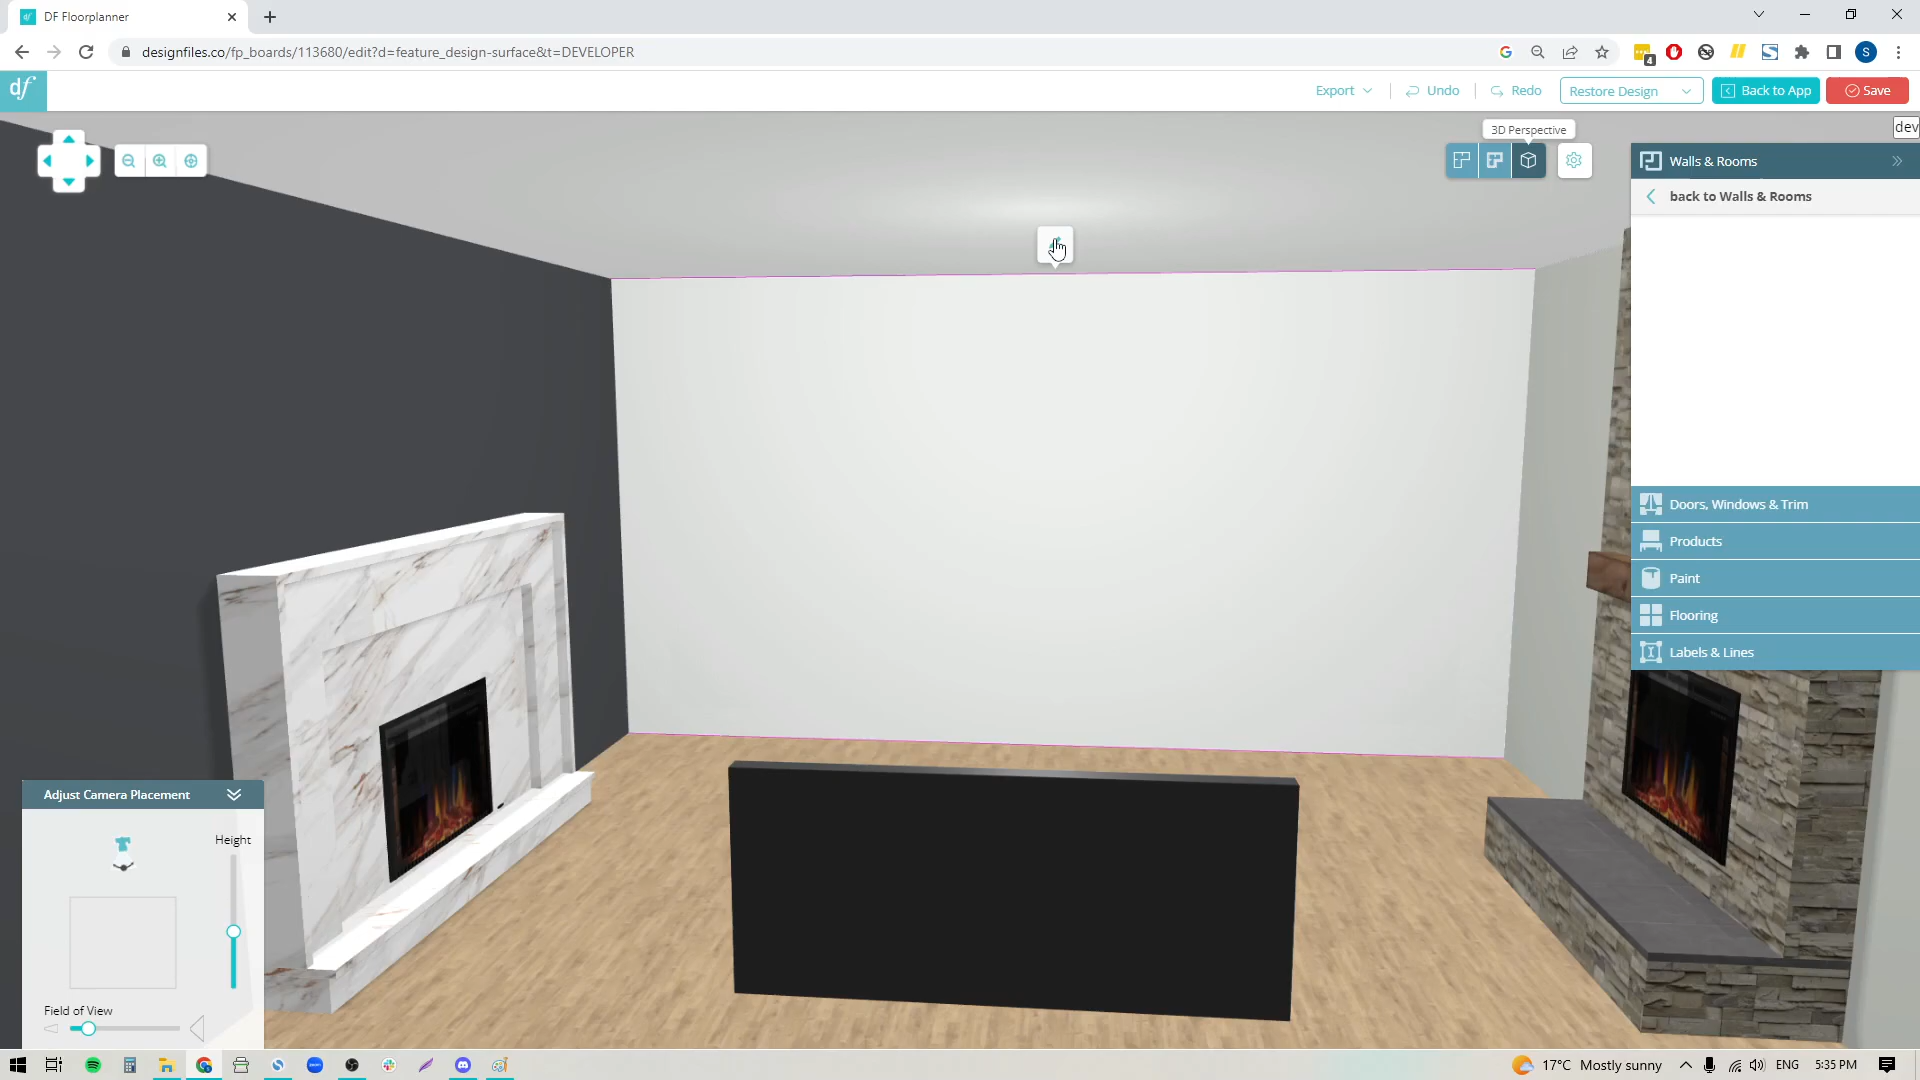 df DF Floorplanner
designfiles.co/fp_boards/113680/edit?d=feature_design-surface&t=DEVELOPER
4
S
df
Export
Undo
Redo
Restore Design
Back to App
Save
3D Perspective
dev
Walls & Rooms
back to Walls & Rooms
Doors, Windows & Trim
Products
Paint
Flooring
Labels & Lines
Adjust Camera Placement
Height
Field of View
17°C Mostly sunny
ENG
5:35 PM